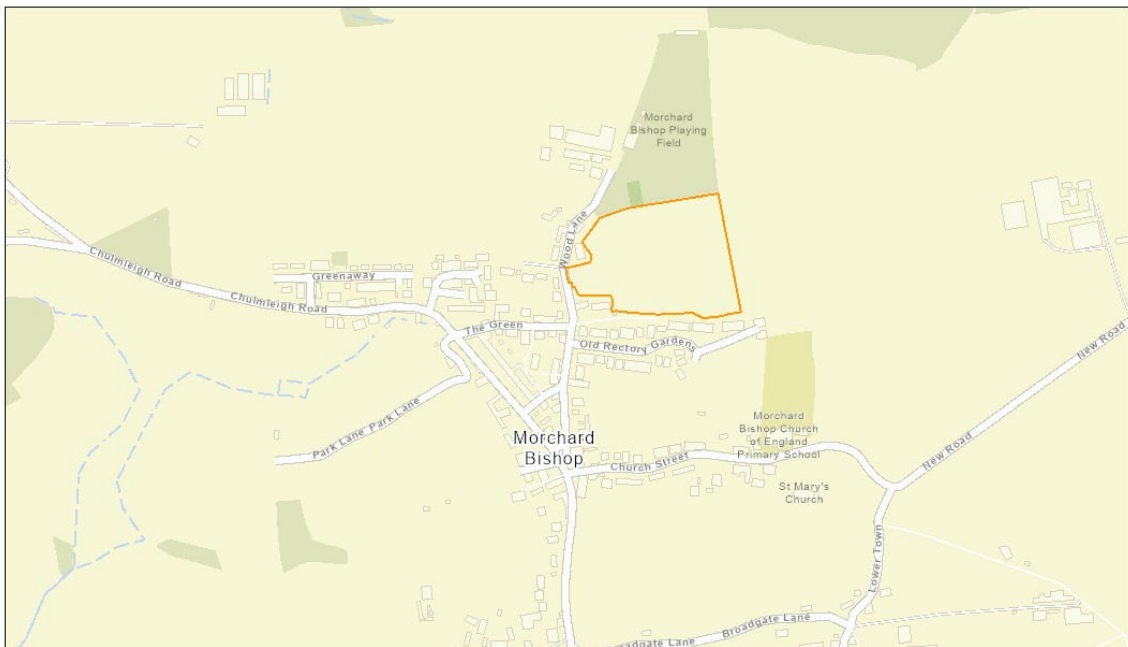 Morchard
Bishop Playing
Field
Wood Lane
Chulmleigh Road
Greenaway
Chulmleigh Road
The Green
Old Rectory Gardens
New Road
Park Lane Park Lane
Morchard
Bishop
Morchard
Bishop Church
of England
Primary School
Church Street
New Road
St Mary's
Church
Lower Town
Broadgate Lane